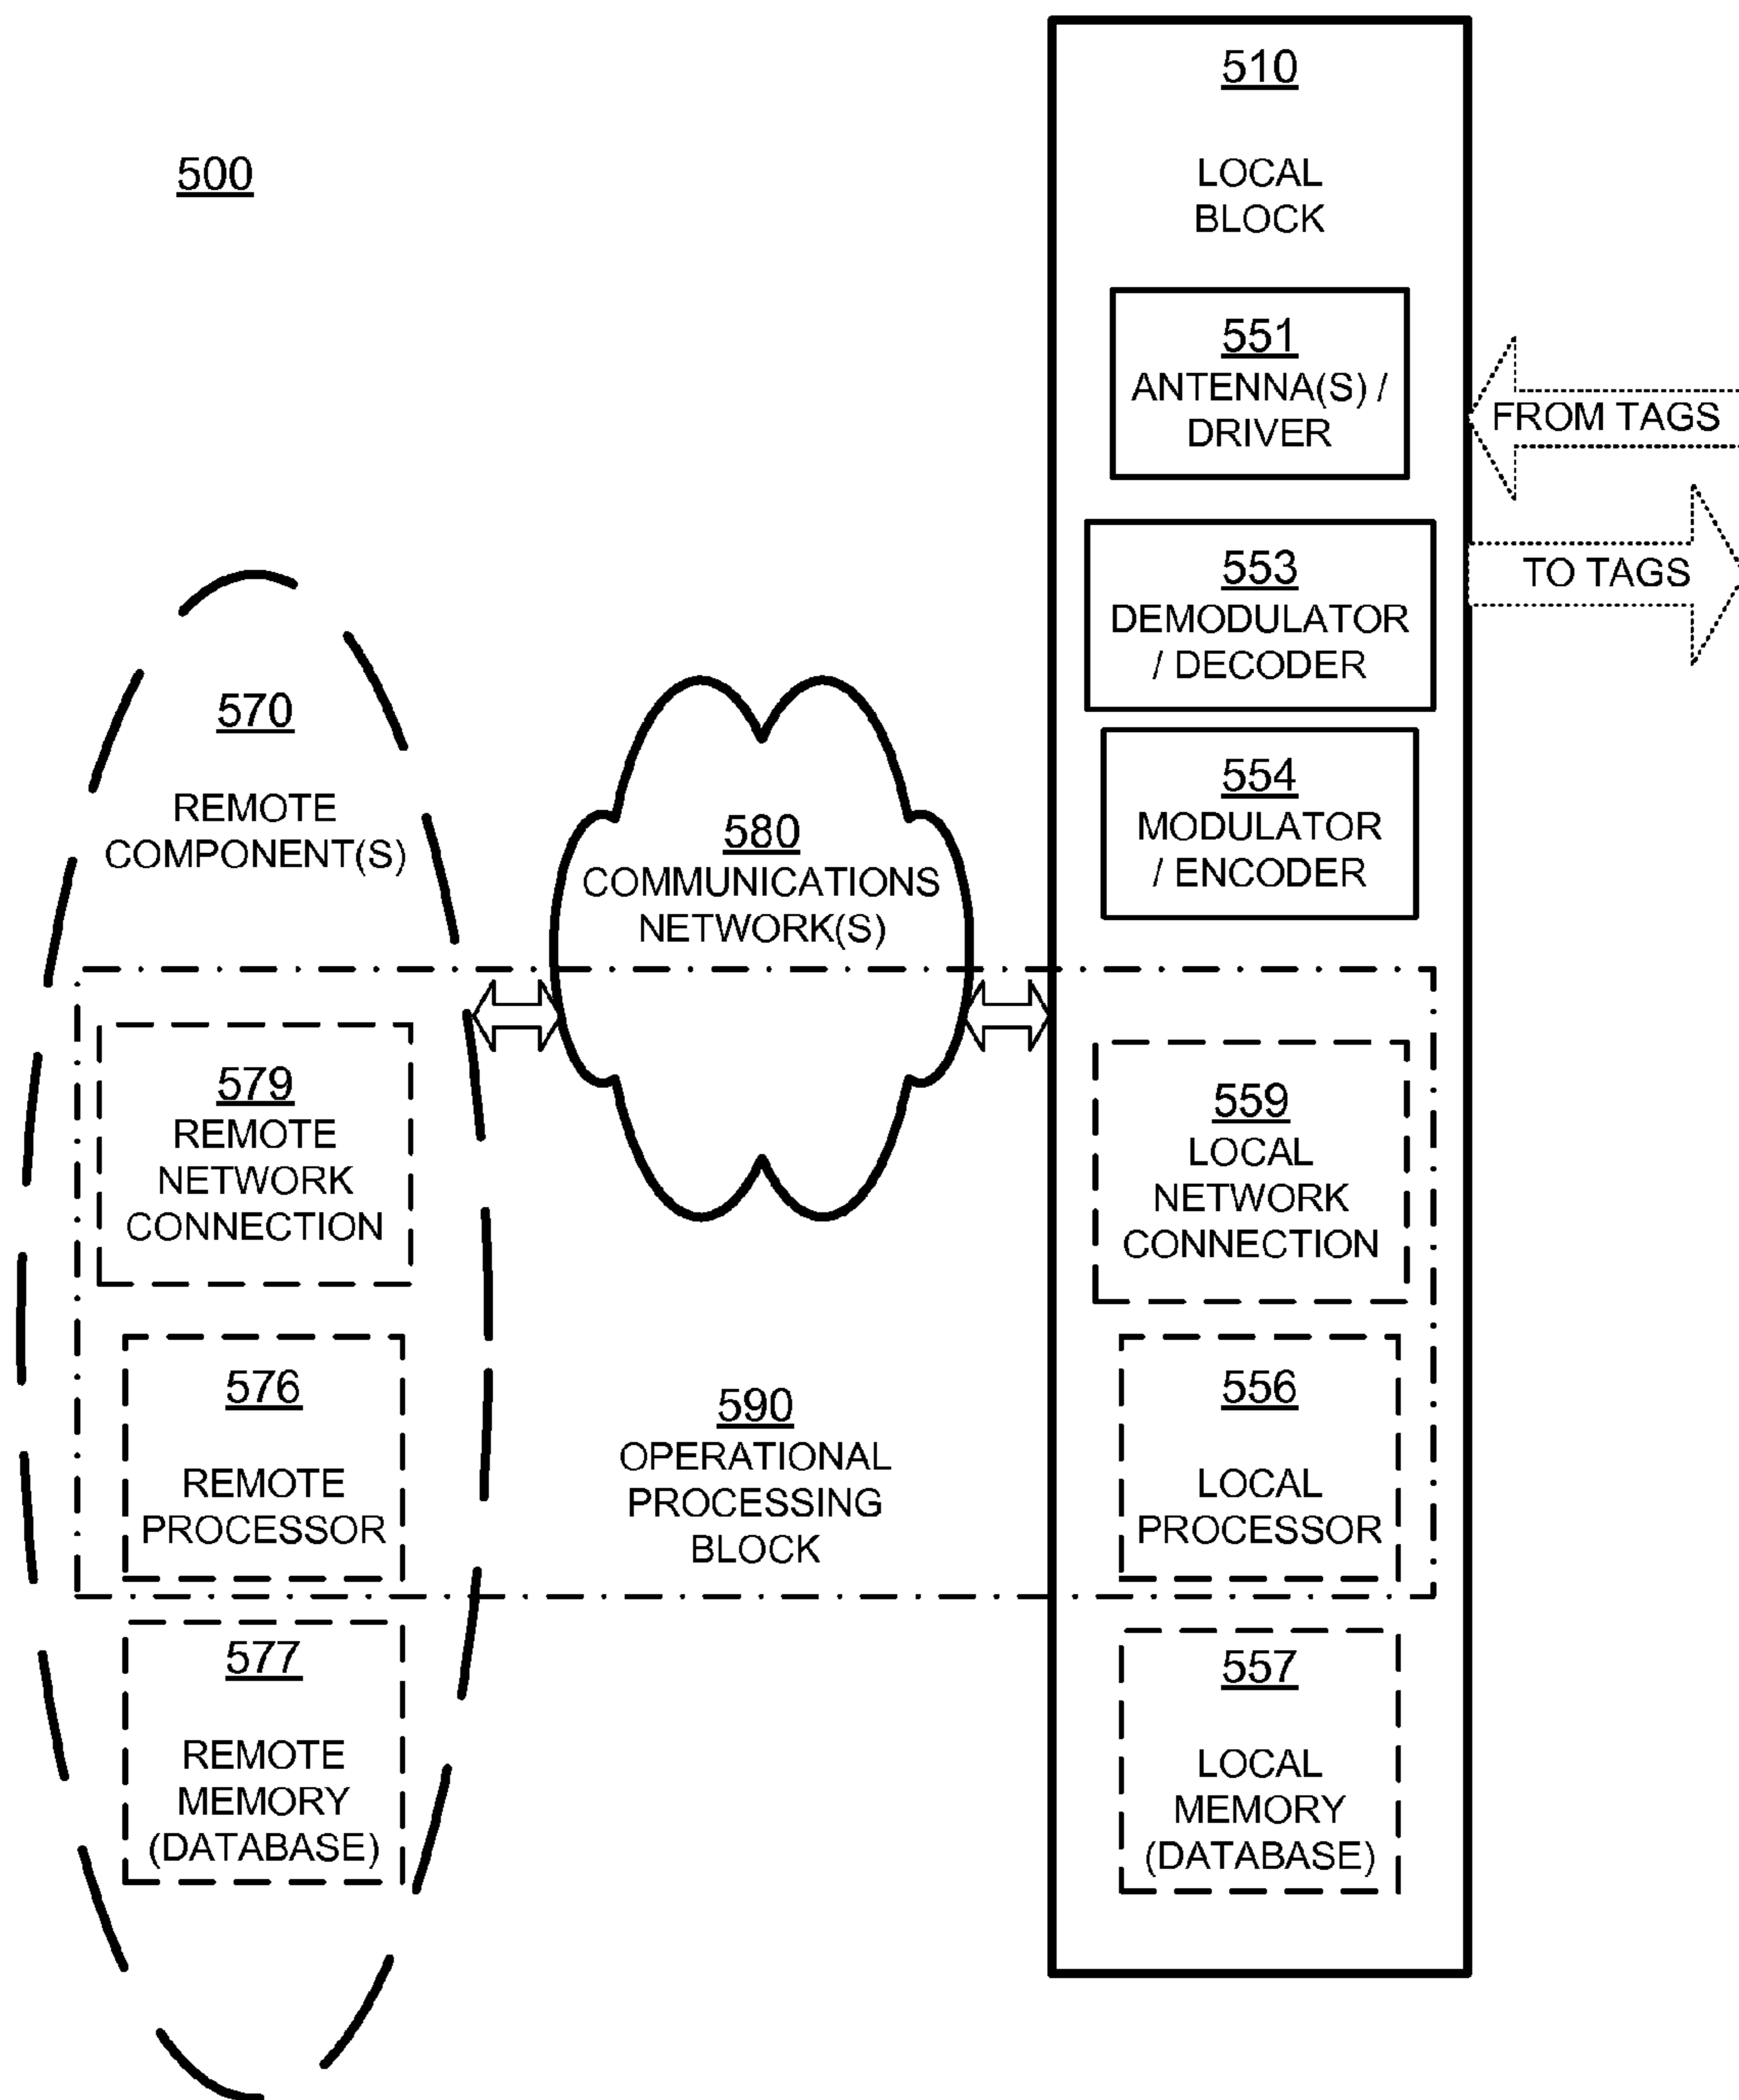 500
510
LOCAL
BLOCK
551
ANTENNA(S) /
DRIVER
FROM TAGS
553
DEMODULATOR
/ DECODER
TO TAGS
554
MODULATOR
/ ENCODER
570
REMOTE
COMPONENT(S)
580
COMMUNICATIONS
NETWORK(S)
579
REMOTE
NETWORK
CONNECTION
559
LOCAL
NETWORK
CONNECTION
576
REMOTE
PROCESSOR
590
OPERATIONAL
PROCESSING
BLOCK
556
LOCAL
PROCESSOR
577
REMOTE
MEMORY
(DATABASE)
557
LOCAL
MEMORY
(DATABASE)